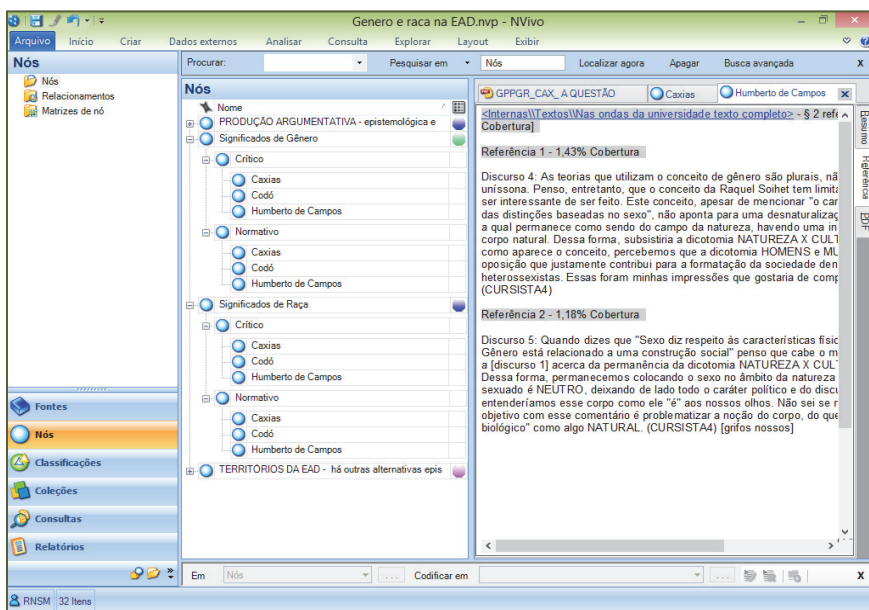 Genero e raca na EAD.nvp - NVivo
Arquivo Início Criar Dados externos Analisar Consulta Explorar Layout Exibir
Nós
Nós
Relacionamentos
Matrizes de nó
Fontes
Nós
Classificações
Coleções
Consultas
Relatórios
Procurar: Pesquisar em Nós Localizar agora Apagar Busca avançada x
Nós
Nome
PRODUÇÃO ARGUMENTATIVA - epistemológica e
Significados de Gênero
Crítico
Caxias
Codó
Humberto de Campos
Normativo
Caxias
Codó
Humberto de Campos
Significados de Raça
Crítico
Caxias
Codó
Humberto de Campos
Normativo
Caxias
Codó
Humberto de Campos
TERRITÓRIOS DA EAD - há outras alternativas epis
GPPGR_CAX_ A QUESTÃO Caxias Humberto de Campos x
<Internas\\Textos\\Nas ondas da universidade texto completo> - § 2 refe
Cobertura]
Referência 1 - 1,43% Cobertura
Discurso 4: As teorias que utilizam o conceito de gênero são plurais, nã
uníssona. Penso, entretanto, que o conceito da Raquel Soihet tem limita
ser interessante de ser feito. Este conceito, apesar de mencionar "o car
das distinções baseadas no sexo", não aponta para uma desnaturalizaç
a qual permanece como sendo do campo da natureza, havendo uma in
corpo natural. Dessa forma, subsistiria a dicotomia NATUREZA X CULT
como aparece o conceito, percebemos que a dicotomia HOMENS e MU
oposição que justamente contribui para a formatação da sociedade den
heterossexistas. Essas foram minhas impressões que gostaria de comp
(CURSISTA4)
Referência 2 - 1,18% Cobertura
Discurso 5: Quando dizes que "Sexo diz respeito às características físic
Gênero está relacionado a uma construção social" penso que cabe o m
a [discurso 1] acerca da permanência da dicotomia NATUREZA X CUL
Dessa forma, permanecemos colocando o sexo no âmbito da natureza
sexuado é NEUTRO, deixando de lado todo o caráter político e do discu
entenderíamos esse corpo como ele "é" aos nossos olhos. Não sei se r
objetivo com esse comentário é problematizar a noção do corpo, do que
biológico" como algo NATURAL. (CURSISTA4) [grifos nossos]
Resumo
Referência
PDF
Em Nós ... Codificar em ... x
RNSM 32 Itens